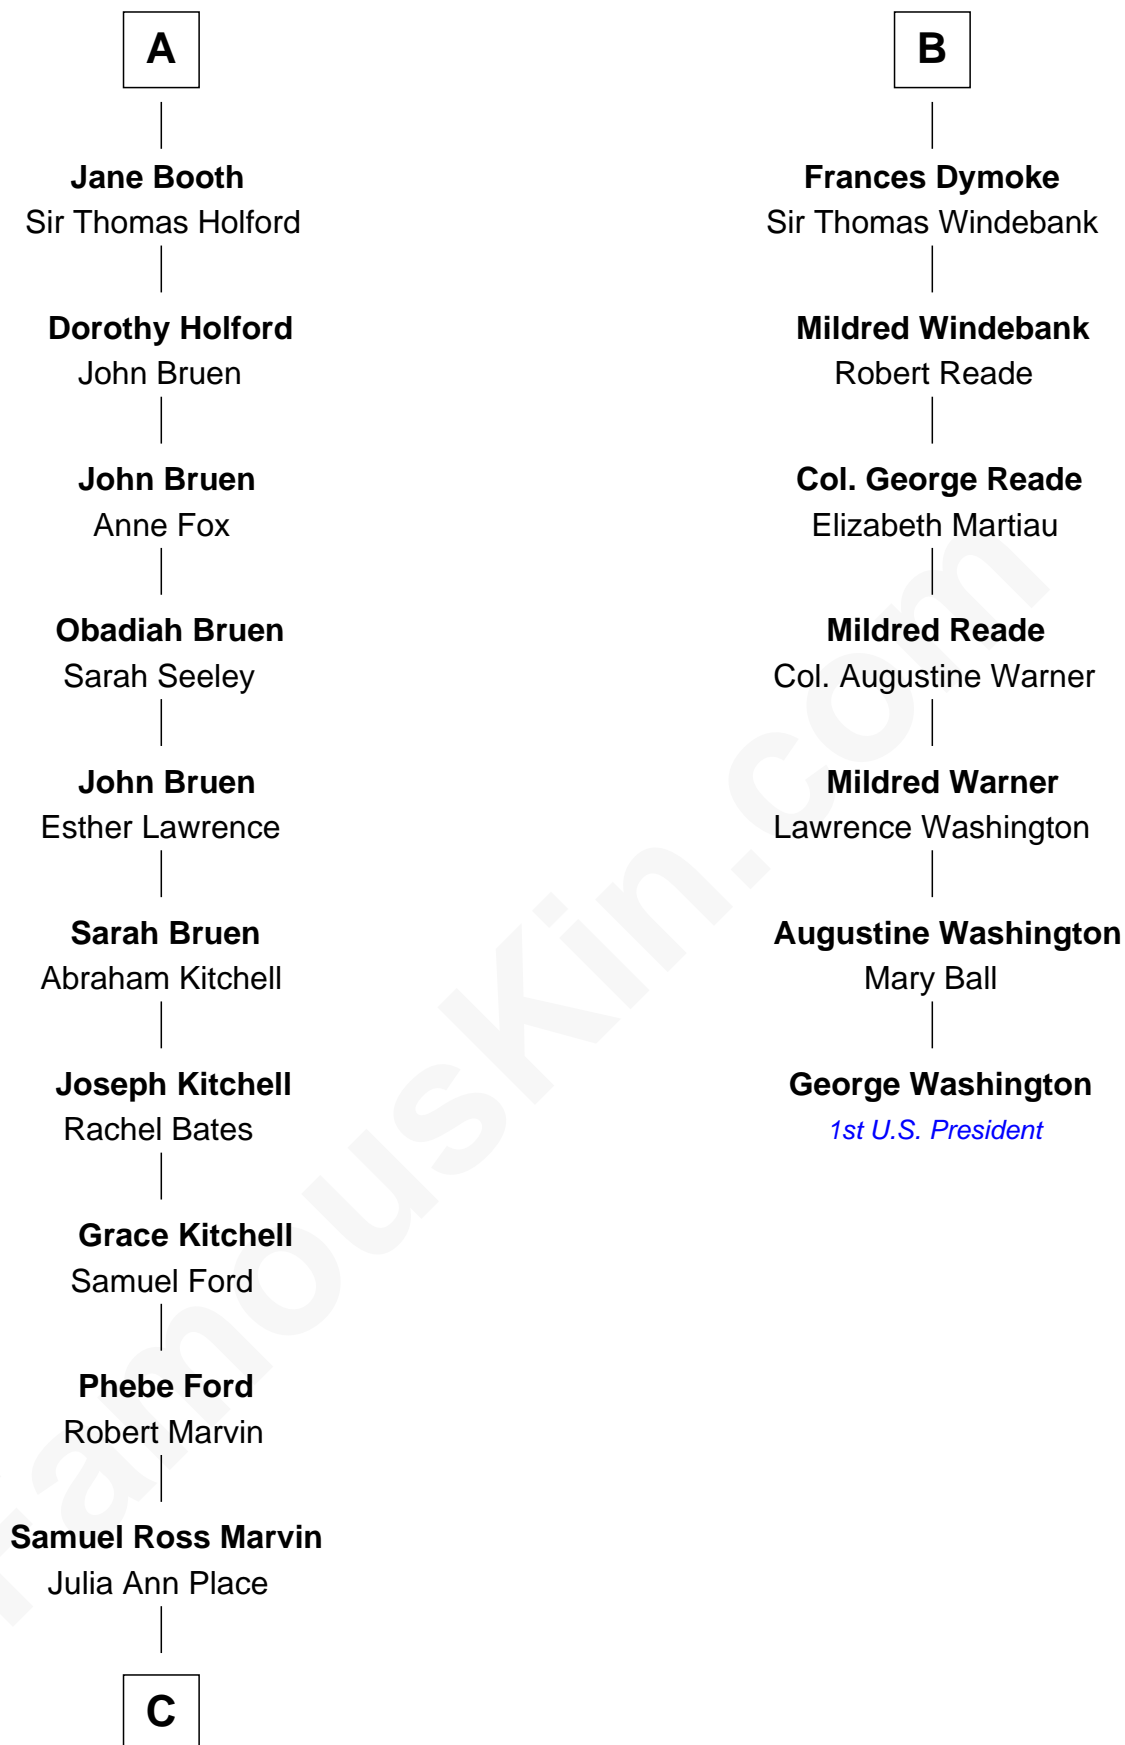 A
Jane Booth
Sir Thomas Holford
Dorothy Holford
John Bruen
John Bruen
Anne Fox
Obadiah Bruen
Sarah Seeley
John Bruen
Esther Lawrence
Sarah Bruen
Abraham Kitchell
Joseph Kitchell
Rachel Bates
Grace Kitchell
Samuel Ford
Phebe Ford
Robert Marvin
Samuel Ross Marvin
Julia Ann Place
C
B
Frances Dymoke
Sir Thomas Windebank
Mildred Windebank
Robert Reade
Col. George Reade
Elizabeth Martiau
Mildred Reade
Col. Augustine Warner
Mildred Warner
Lawrence Washington
Augustine Washington
Mary Ball
George Washington
1st U.S. President
FamousKin.com